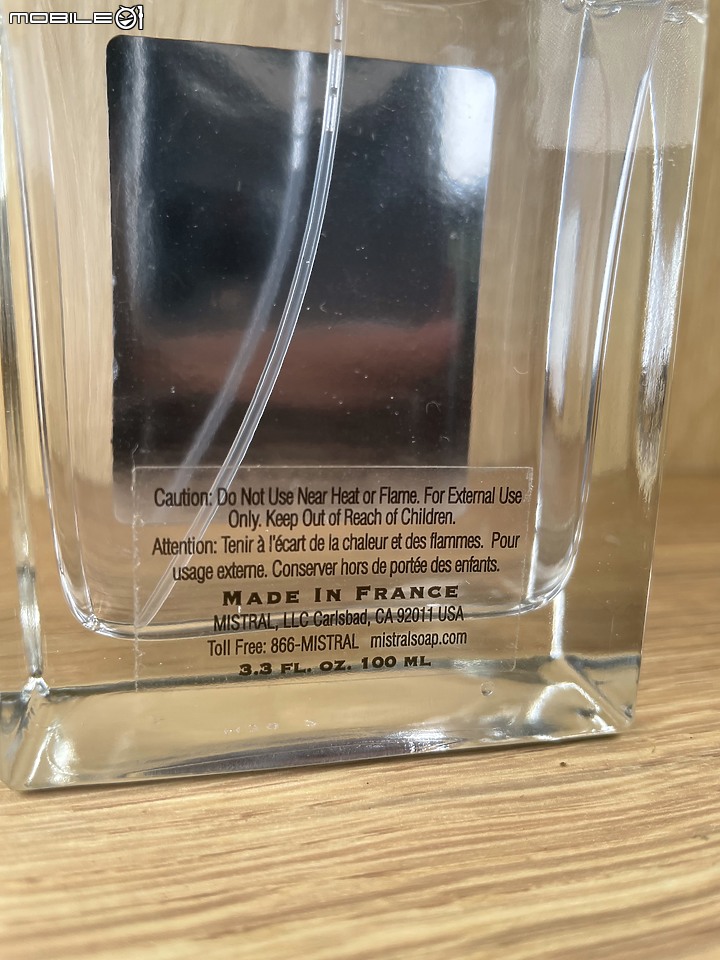 MOBILE01
Caution: Do Not Use Near Heat or Flame. For External Use
Only. Keep Out of Reach of Children.
Attention: Tenir à l'écart de la chaleur et des flammes. Pour
usage externe. Conserver hors de portée des enfants.
MADE IN FRANCE
MISTRAL, LLC Carlsbad, CA 92011 USA
Toll Free: 866-MISTRAL mistralsoap.com
3.3 FL. OZ. 100 ML